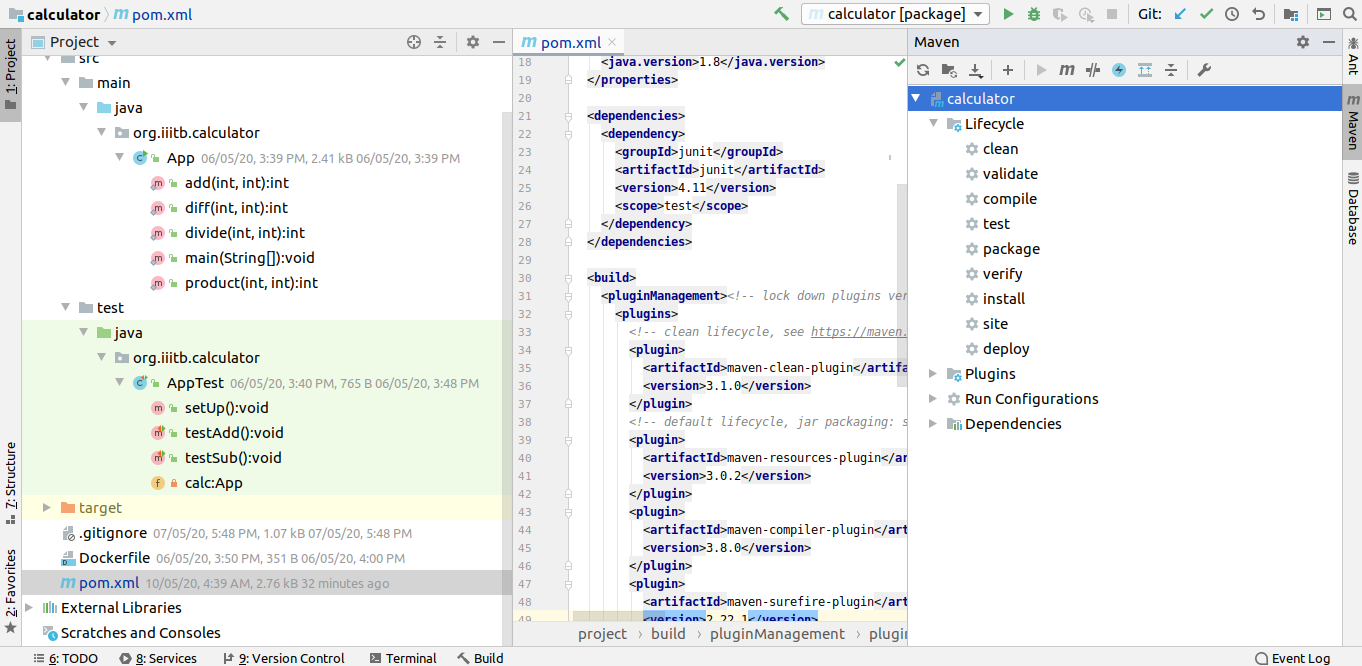 calculator
pom.xml
calculator [package]
Git:
1: Project
7: Structure
2: Favorites
Project
src
main
java
org.iiitb.calculator
App 06/05/20, 3:39 PM, 2.41 kB 06/05/20, 3:39 PM
add(int, int):int
diff(int, int):int
divide(int, int):int
main(String[]):void
product(int, int):int
test
java
org.iiitb.calculator
AppTest 06/05/20, 3:40 PM, 765 B 06/05/20, 3:48 PM
setUp():void
testAdd():void
testSub():void
calc:App
target
.gitignore 07/05/20, 5:48 PM, 1.07 kB 07/05/20, 5:48 PM
Dockerfile 06/05/20, 3:50 PM, 351 B 06/05/20, 4:00 PM
pom.xml 10/05/20, 4:39 AM, 2.76 kB 32 minutes ago
External Libraries
Scratches and Consoles
pom.xml
18 <java.version>1.8</java.version>
19 </properties>
20
21 <dependencies>
22 <dependency>
23 <groupId>junit</groupId>
24 <artifactId>junit</artifactId>
25 <version>4.11</version>
26 <scope>test</scope>
27 </dependency>
28 </dependencies>
29
30 <build>
31 <pluginManagement><!-- lock down plugins ver
32 <plugins>
33 <!-- clean lifecycle, see https://maven.
34 <plugin>
35 <artifactId>maven-clean-plugin</artifa
36 <version>3.1.0</version>
37 </plugin>
38 <!-- default lifecycle, jar packaging: s
39 <plugin>
40 <artifactId>maven-resources-plugin</ar
41 <version>3.0.2</version>
42 </plugin>
43 <plugin>
44 <artifactId>maven-compiler-plugin</art
45 <version>3.8.0</version>
46 </plugin>
47 <plugin>
48 <artifactId>maven-surefire-plugin</art
49 <version>2.22.1</version>
project › build › pluginManagement › plugin
Maven
calculator
Lifecycle
clean
validate
compile
test
package
verify
install
site
deploy
Plugins
Run Configurations
Dependencies
Ant
Maven
Database
6: TODO
8: Services
9: Version Control
Terminal
Build
Event Log